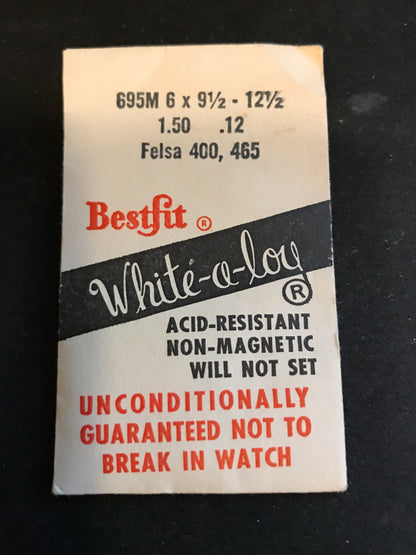 695M 6 x 9½ - 12½
1.50 .12
Felsa 400, 465
Bestfit ®
White-a-loy ®
ACID-RESISTANT
NON-MAGNETIC
WILL NOT SET
UNCONDITIONALLY
GUARANTEED NOT TO
BREAK IN WATCH